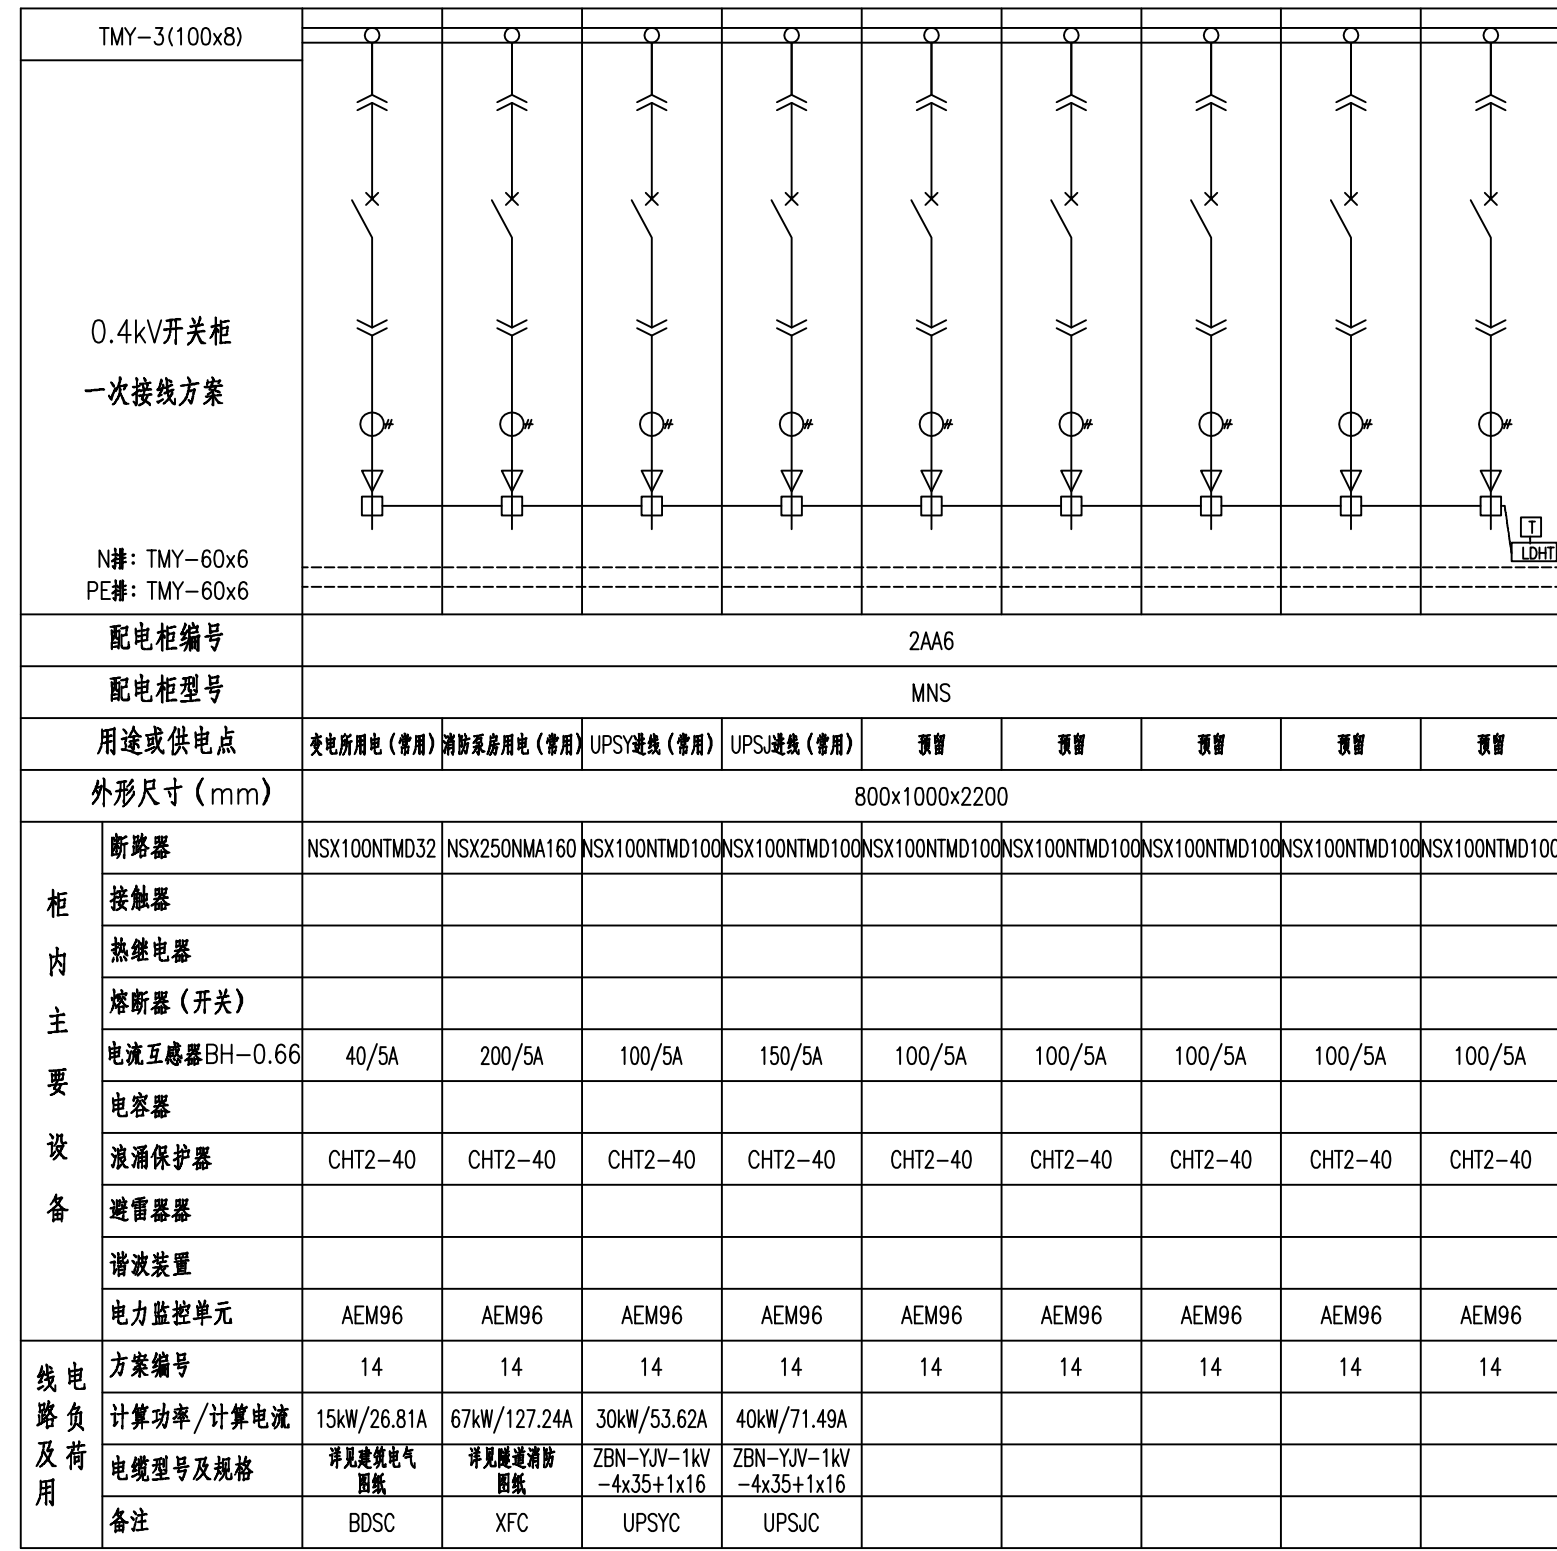 TMY-3(100x8)
0.4kV开关柜
一次接线方案
N排: TMY-60x6
PE排: TMY-60x6
T
LDHT
配电柜编号 2AA6
配电柜型号 MNS
用途或供电点 变电所用电(常用) 消防泵房用电(常用) UPSY进线(常用) UPSJ进线(常用) 预留 预留 预留 预留 预留
外形尺寸(mm) 800x1000x2200
柜内主要设备
断路器 NSX100NTMD32 NSX250NMA160 NSX100NTMD100 NSX100NTMD100 NSX100NTMD100 NSX100NTMD100 NSX100NTMD100 NSX100NTMD100 NSX100NTMD100
接触器
热继电器
熔断器(开关)
电流互感器BH-0.66 40/5A 200/5A 100/5A 150/5A 100/5A 100/5A 100/5A 100/5A 100/5A
电容器
浪涌保护器 CHT2-40 CHT2-40 CHT2-40 CHT2-40 CHT2-40 CHT2-40 CHT2-40 CHT2-40 CHT2-40
避雷器器
谐波装置
电力监控单元 AEM96 AEM96 AEM96 AEM96 AEM96 AEM96 AEM96 AEM96 AEM96
线路及用
电负荷
方案编号 14 14 14 14 14 14 14 14 14
计算功率/计算电流 15kW/26.81A 67kW/127.24A 30kW/53.62A 40kW/71.49A
电缆型号及规格 详见建筑电气 详见隧道消防 ZBN-YJV-1kV ZBN-YJV-1kV
图纸 图纸 -4x35+1x16 -4x35+1x16
备注 BDSC XFC UPSYC UPSJC